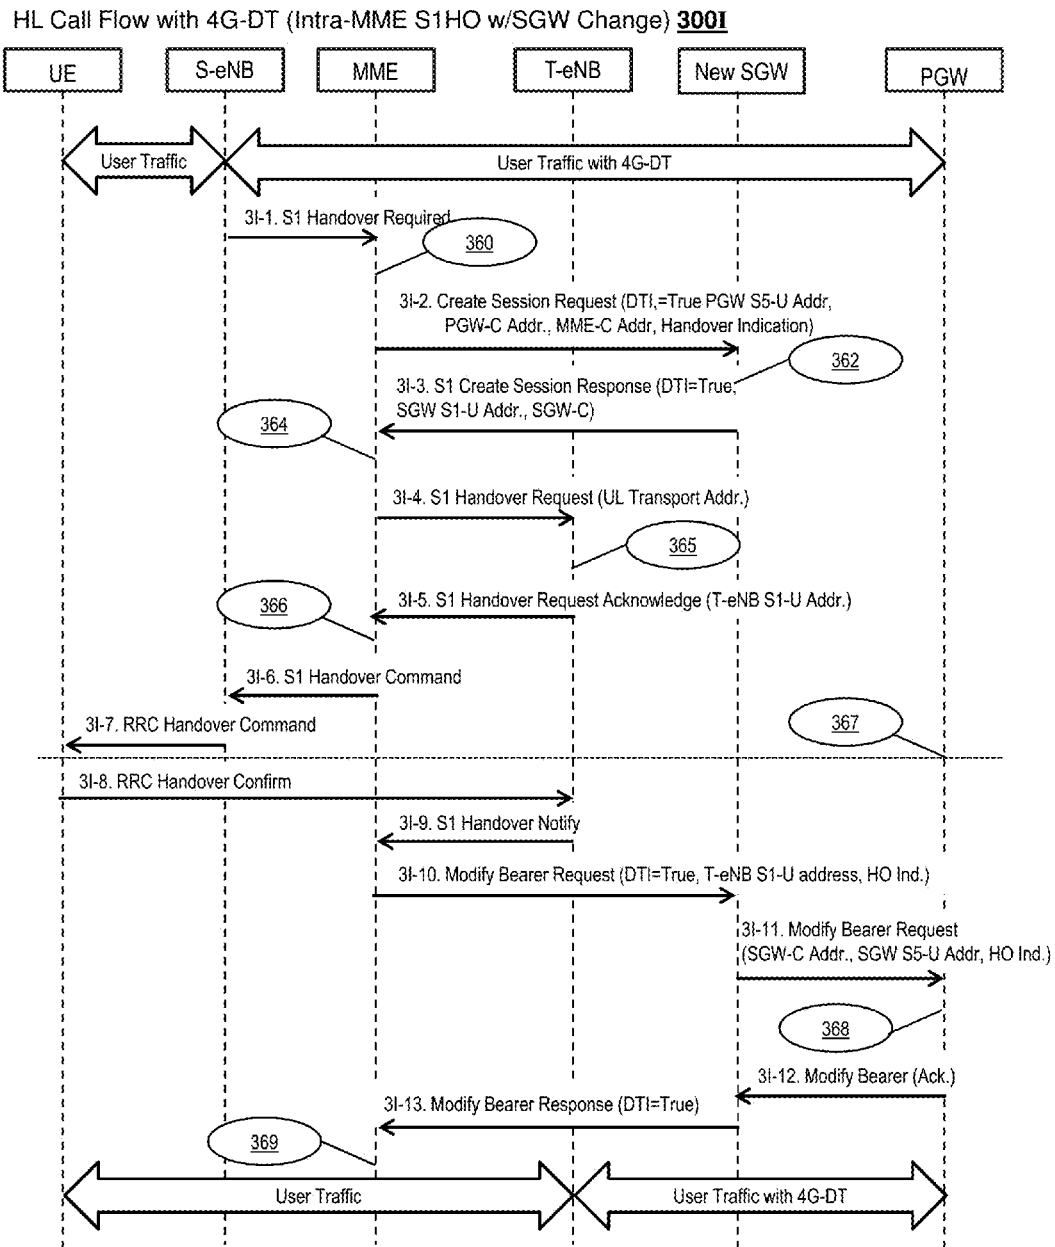 HL Call Flow with 4G-DT (Intra-MME S1HO w/SGW Change) 300I
UE
S-eNB
MME
T-eNB
New SGW
PGW
User Traffic
User Traffic with 4G-DT
3I-1. S1 Handover Required
360
3I-2. Create Session Request (DTI,=True PGW S5-U Addr,
PGW-C Addr., MME-C Addr, Handover Indication)
362
3I-3. S1 Create Session Response (DTI=True,
SGW S1-U Addr., SGW-C)
364
3I-4. S1 Handover Request (UL Transport Addr.)
365
3I-5. S1 Handover Request Acknowledge (T-eNB S1-U Addr.)
366
3I-6. S1 Handover Command
3I-7. RRC Handover Command
367
3I-8. RRC Handover Confirm
3I-9. S1 Handover Notify
3I-10. Modify Bearer Request (DTI=True, T-eNB S1-U address, HO Ind.)
3I-11. Modify Bearer Request
(SGW-C Addr., SGW S5-U Addr, HO Ind.)
368
3I-12. Modify Bearer (Ack.)
3I-13. Modify Bearer Response (DTI=True)
369
User Traffic
User Traffic with 4G-DT